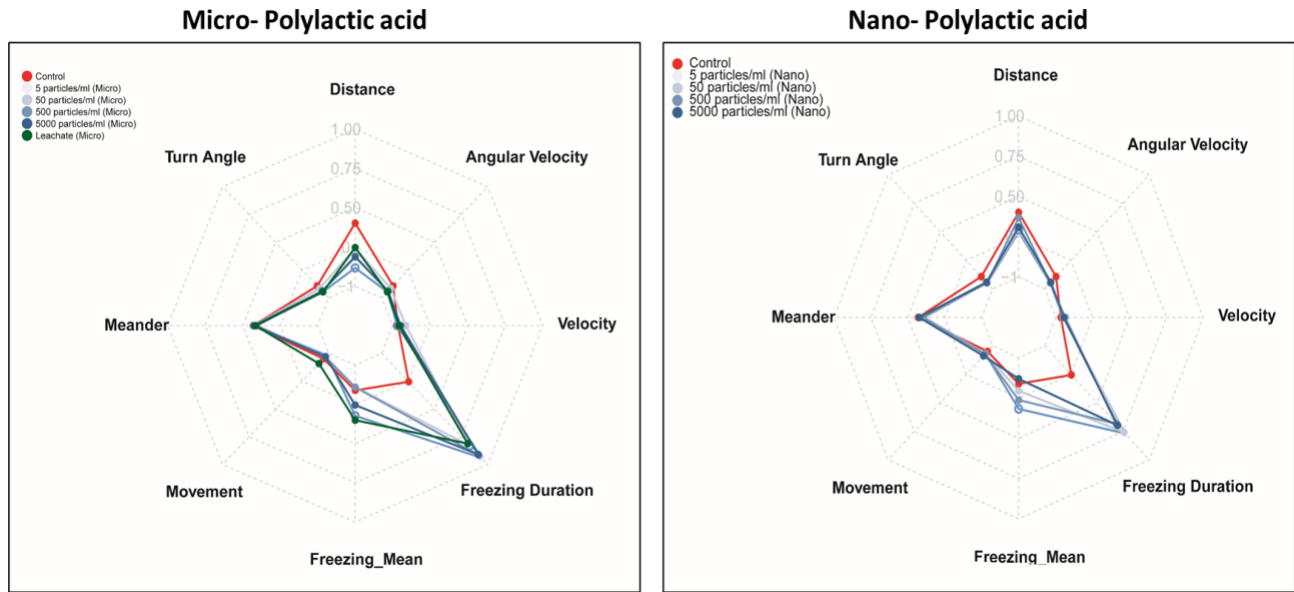 Micro- Polylactic acid
Control
5 particles/ml (Micro)
50 particles/ml (Micro)
500 particles/ml (Micro)
5000 particles/ml (Micro)
Leachate (Micro)
Distance
Angular Velocity
Velocity
Freezing Duration
Freezing_Mean
Movement
Meander
Turn Angle
1.00
0.75
0.50
-1
Nano- Polylactic acid
Control
5 particles/ml (Nano)
50 particles/ml (Nano)
500 particles/ml (Nano)
5000 particles/ml (Nano)
Distance
Angular Velocity
Velocity
Freezing Duration
Freezing_Mean
Movement
Meander
Turn Angle
1.00
0.75
0.50
-1